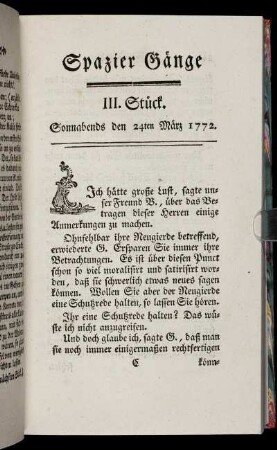 Spazier Gänge
III. Stück.
Sonnabends den 24ten März 1772.
Ich hätte große Lust, sagte un-
ser Freund B., über das Be-
tragen dieser Herren einige
Anmerkungen zu machen.
Ohnfehlbar ihre Neugierde betreffend,
erwiederte G. Ersparen Sie immer ihre
Betrachtungen. Es ist über diesen Punct
schon so viel moralisirt und satirisirt wor-
den, daß sie schwerlich etwas neues sagen
können. Wollen Sie aber der Neugierde
eine Schutzrede halten, so lassen Sie hören.
Ihr eine Schutzrede halten? Das wü-
ste ich nicht anzugreifen.
Und doch glaube ich, sagte G., daß man
sie noch immer einigermaßen rechtfertigen
C könn-